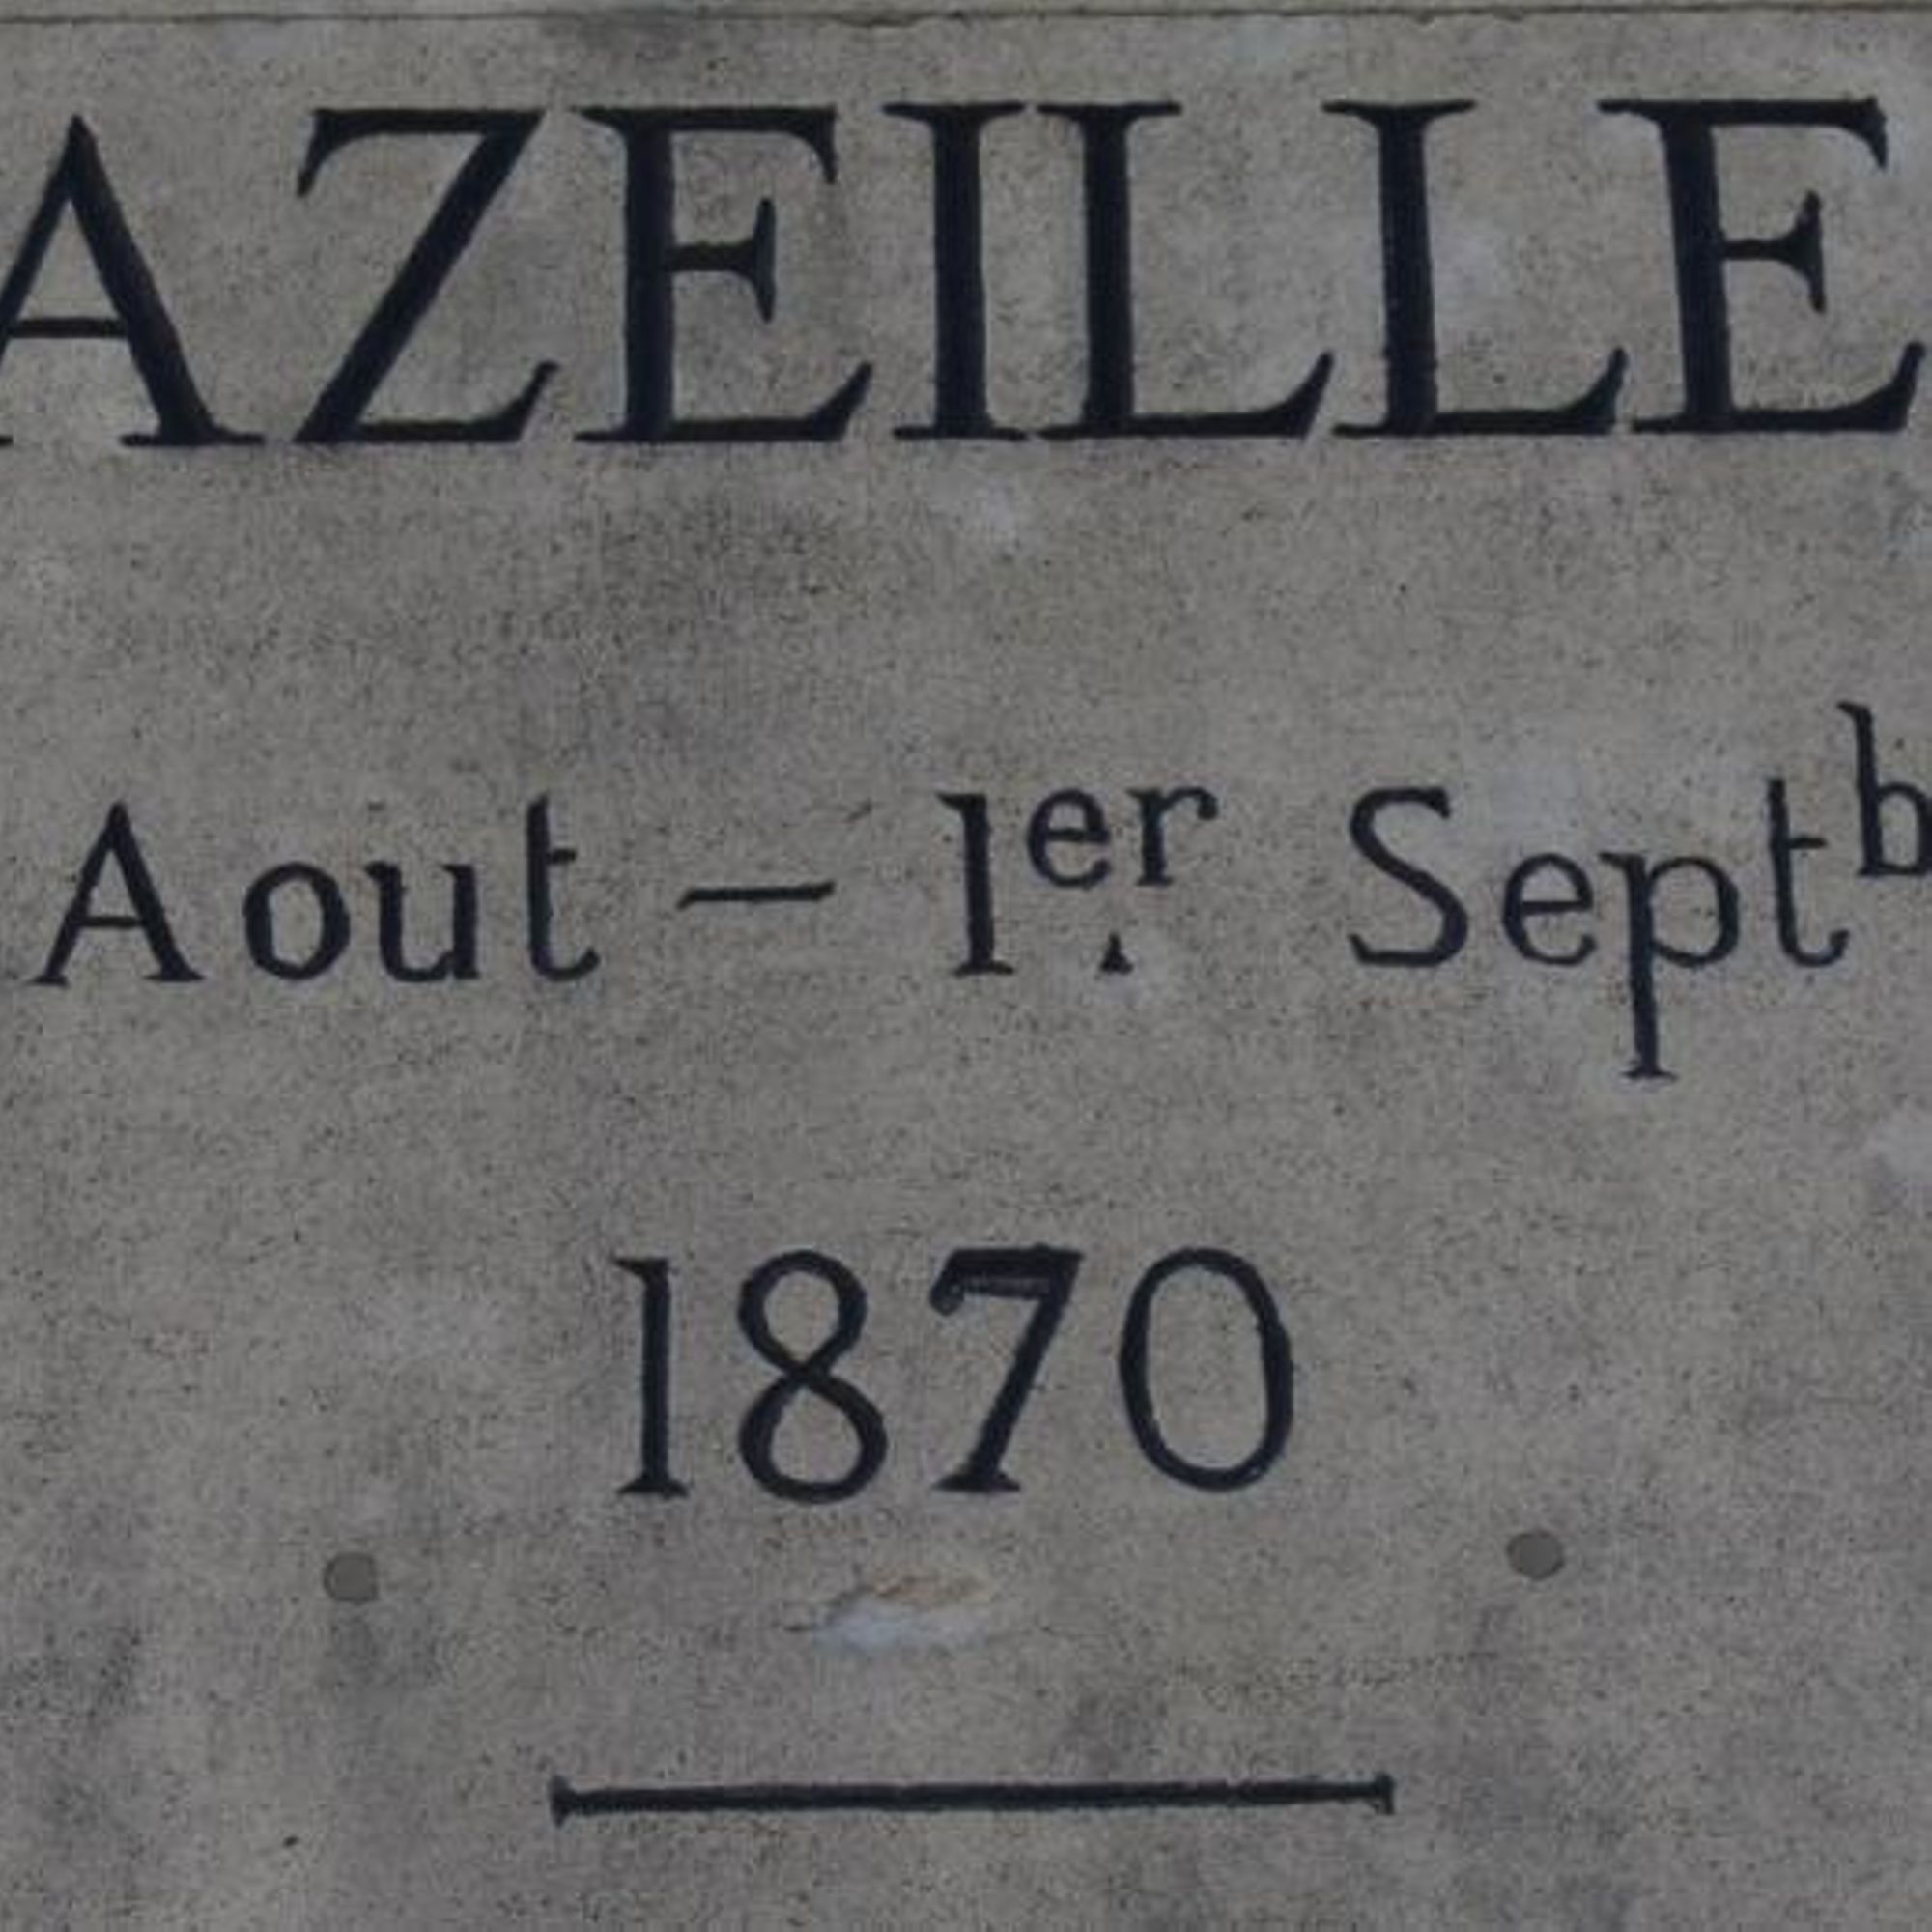 AZEILLE
Aout – 1er Septb
1870